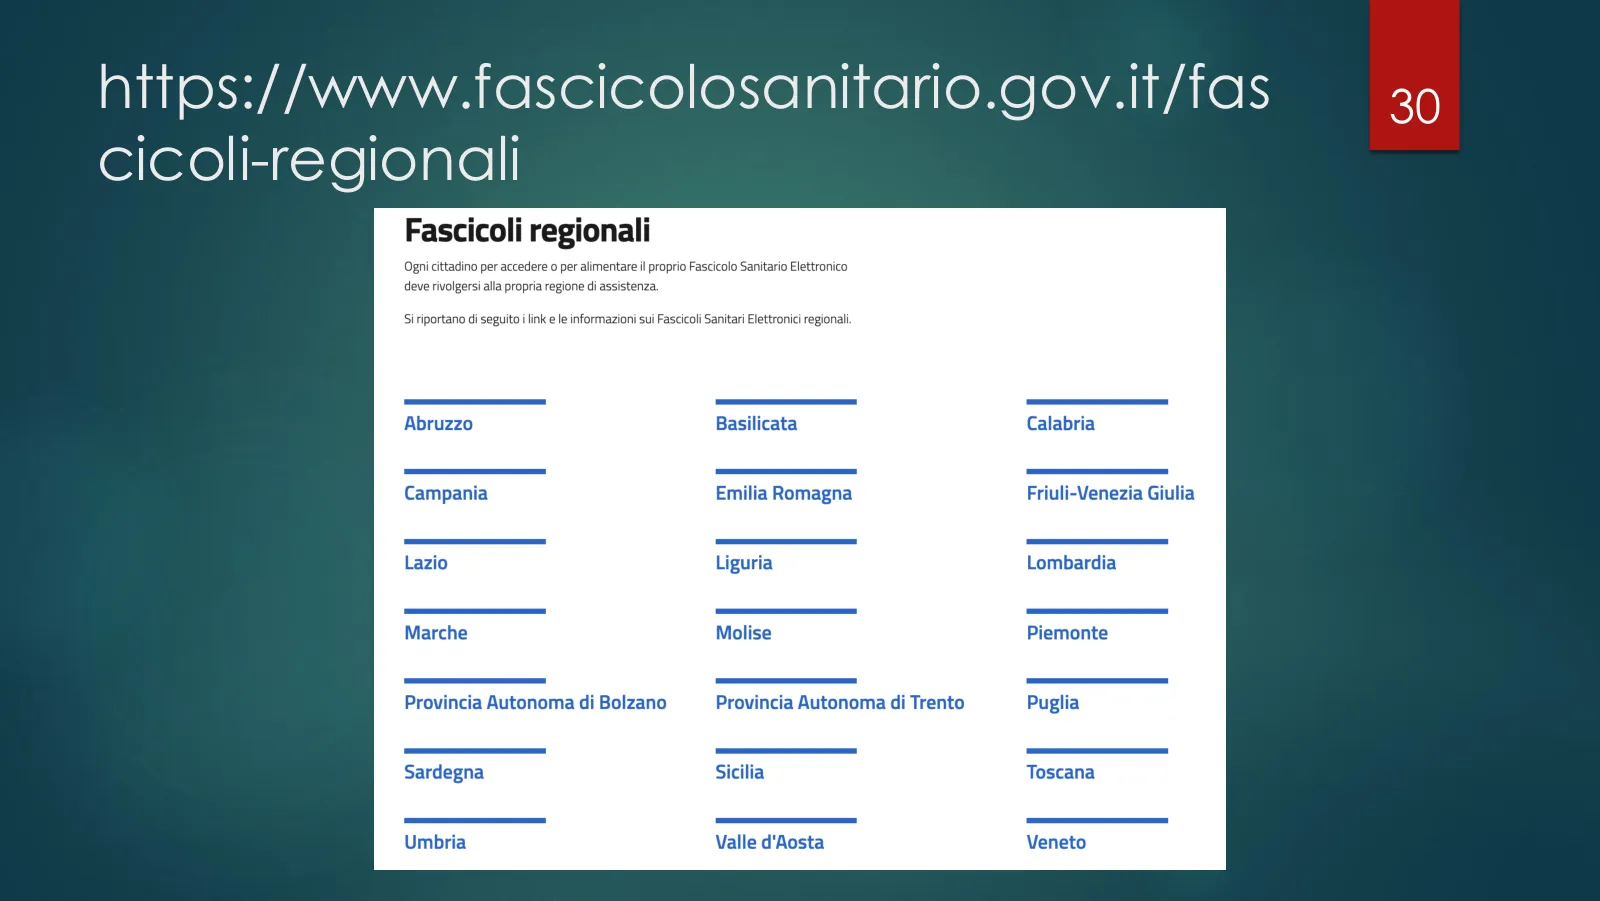 https://www.fascicolosanitario.gov.it/fas
cicoli-regionali
30
Fascicoli regionali
Ogni cittadino per accedere o per alimentare il proprio Fascicolo Sanitario Elettronico
deve rivolgersi alla propria regione di assistenza.
Si riportano di seguito i link e le informazioni sui Fascicoli Sanitari Elettronici regionali.
Abruzzo Basilicata Calabria
Campania Emilia Romagna Friuli-Venezia Giulia
Lazio Liguria Lombardia
Marche Molise Piemonte
Provincia Autonoma di Bolzano Provincia Autonoma di Trento Puglia
Sardegna Sicilia Toscana
Umbria Valle d'Aosta Veneto